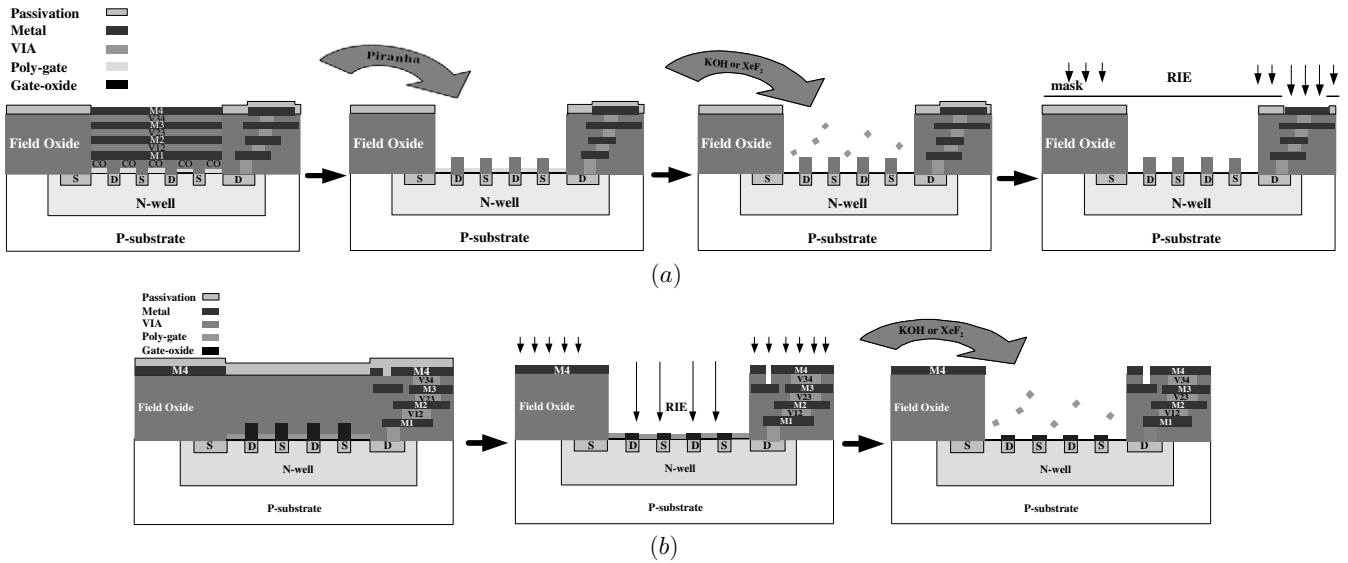 Passivation
Metal
VIA
Poly-gate
Gate-oxide
Piranha
KOH or XeF₂
mask
RIE
M4
V34
M3
V23
M2
V12
M1
CO CO CO CO CO
Field Oxide
Field Oxide
Field Oxide
Field Oxide
S D S D S D
S D S D S D
S D S D S D
S D S D S D
N-well
N-well
N-well
N-well
P-substrate
P-substrate
P-substrate
P-substrate
(a)
Passivation
Metal
VIA
Poly-gate
Gate-oxide
KOH or XeF₂
M4
M4
V34
M3
V23
M2
V12
M1
Field Oxide
S D S D S D
N-well
P-substrate
M4
M4
V34
M3
V23
M2
V12
M1
Field Oxide
RIE
S D S D S D
N-well
P-substrate
M4
M4
V34
M3
V23
M2
V12
M1
Field Oxide
S D S D S D
N-well
P-substrate
(b)